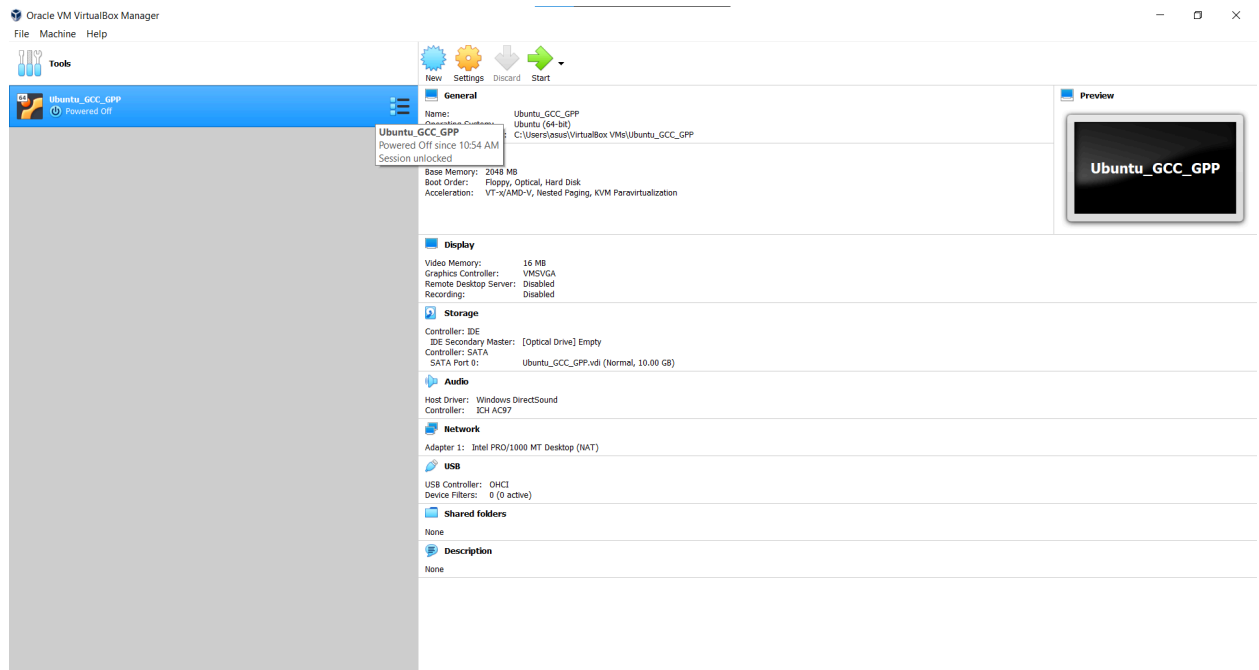 Oracle VM VirtualBox Manager
File Machine Help
Tools
New Settings Discard Start
64
Ubuntu_GCC_GPP
Powered Off
Ubuntu_GCC_GPP
Powered Off since 10:54 AM
Session unlocked
General
Name: Ubuntu_GCC_GPP
Operating System: Ubuntu (64-bit)
: C:\Users\asus\VirtualBox VMs\Ubuntu_GCC_GPP
Base Memory: 2048 MB
Boot Order: Floppy, Optical, Hard Disk
Acceleration: VT-x/AMD-V, Nested Paging, KVM Paravirtualization
Preview
Ubuntu_GCC_GPP
Display
Video Memory: 16 MB
Graphics Controller: VMSVGA
Remote Desktop Server: Disabled
Recording: Disabled
Storage
Controller: IDE
IDE Secondary Master: [Optical Drive] Empty
Controller: SATA
SATA Port 0: Ubuntu_GCC_GPP.vdi (Normal, 10.00 GB)
Audio
Host Driver: Windows DirectSound
Controller: ICH AC97
Network
Adapter 1: Intel PRO/1000 MT Desktop (NAT)
USB
USB Controller: OHCI
Device Filters: 0 (0 active)
Shared folders
None
Description
None